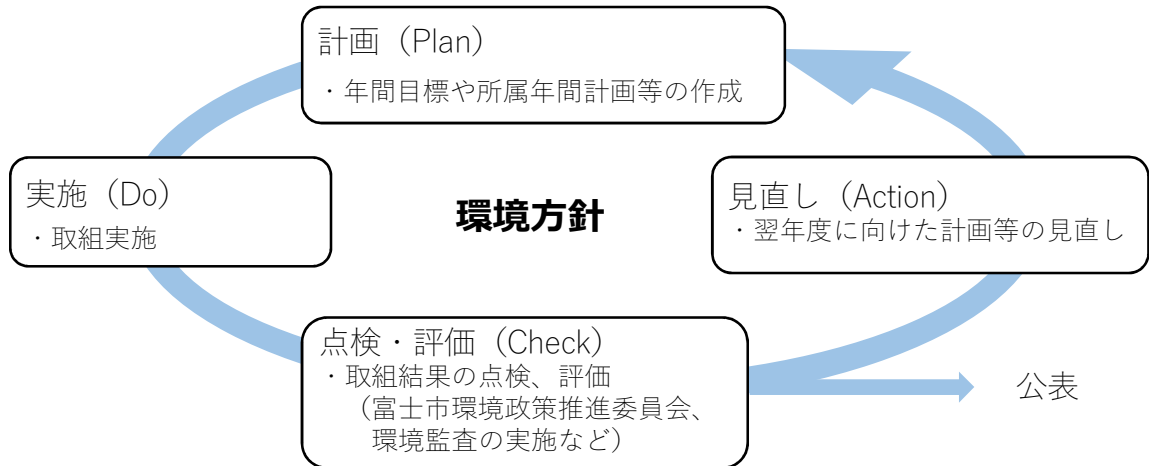 計画（Plan）
・年間目標や所属年間計画等の作成
実施（Do）
・取組実施
環境方針
見直し（Action）
・翌年度に向けた計画等の見直し
点検・評価（Check）
・取組結果の点検、評価
（富士市環境政策推進委員会、
環境監査の実施など）
公表